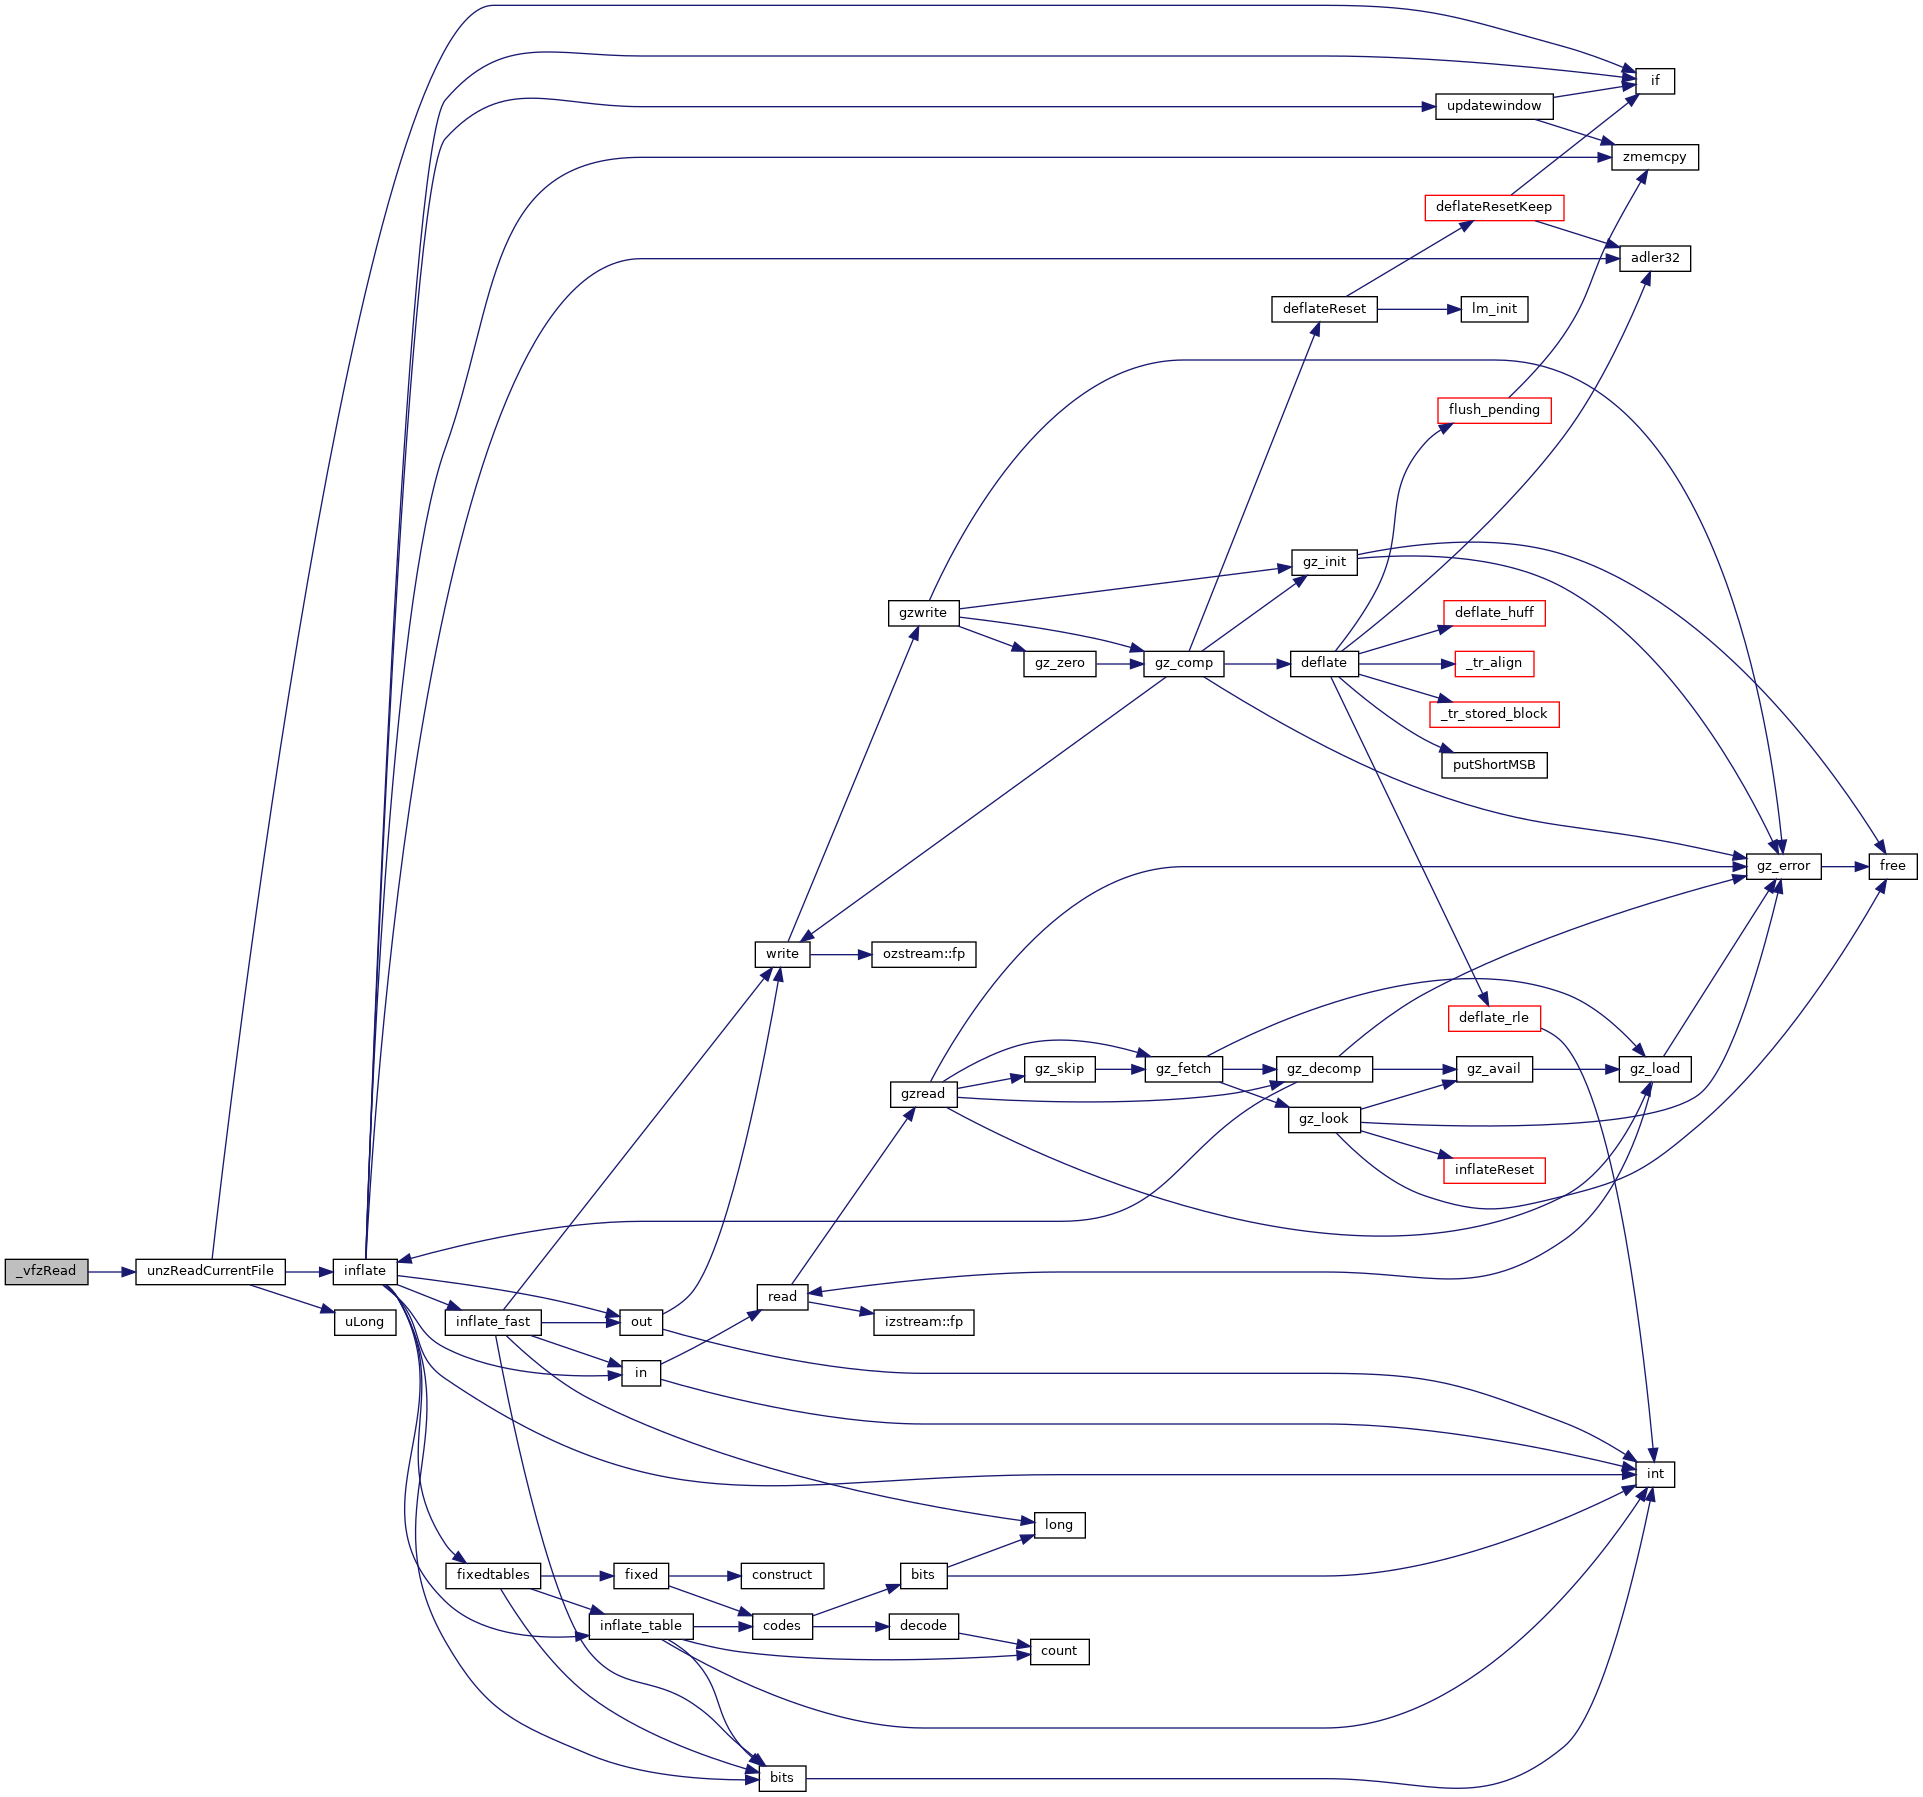 if
updatewindow
zmemcpy
deflateResetKeep
adler32
deflateReset
lm_init
flush_pending
gz_init
gzwrite
deflate_huff
gz_zero
gz_comp
deflate
_tr_align
_tr_stored_block
putShortMSB
gz_error
free
write
ozstream::fp
deflate_rle
gz_skip
gz_fetch
gz_decomp
gz_avail
gz_load
gzread
gz_look
inflateReset
_vfzRead
unzReadCurrentFile
inflate
read
uLong
inflate_fast
out
izstream::fp
in
int
long
fixedtables
fixed
construct
bits
inflate_table
codes
decode
count
bits